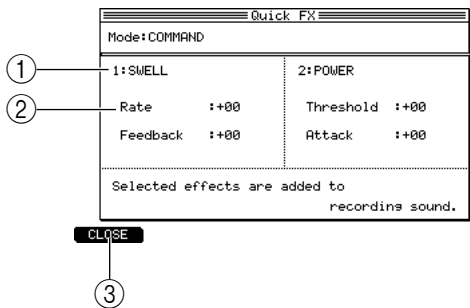 Quick FX
Mode:COMMAND
1 1:SWELL 2:POWER
2 Rate :+00 Threshold :+00
Feedback :+00 Attack :+00
Selected effects are added to
recording sound.
CLOSE
3